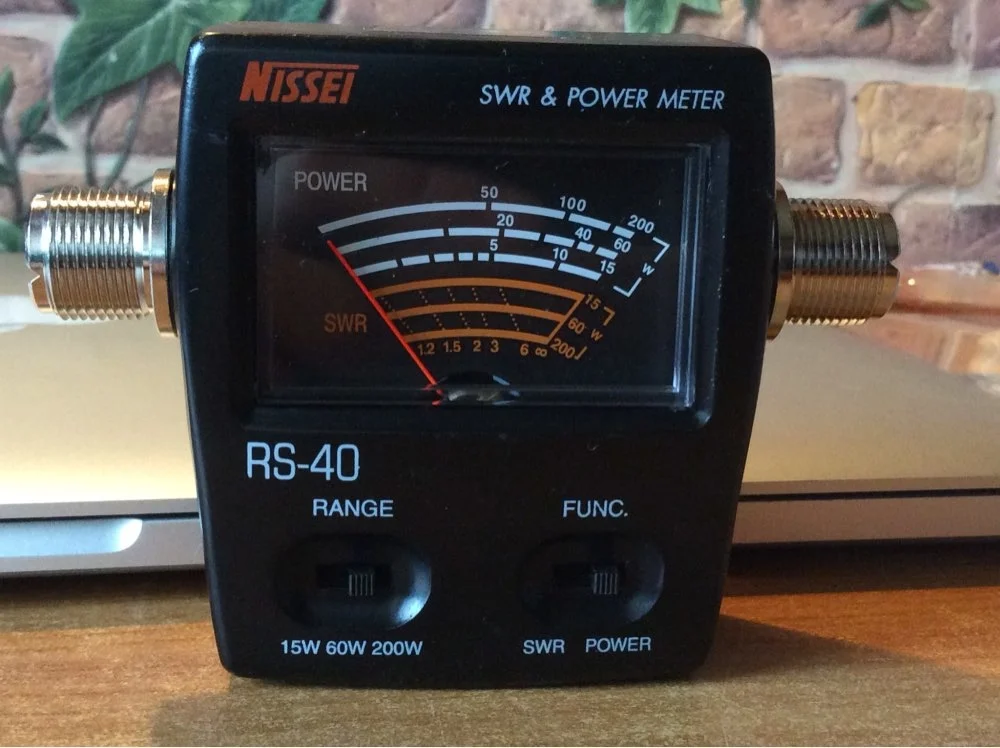 NISSEI
SWR & POWER METER
POWER
50 100 200
20 40 60
5 10 15
W
SWR
15
60 W
200
1.2 1.5 2 3 6 ∞
RS-40
RANGE
FUNC.
15W 60W 200W
SWR POWER